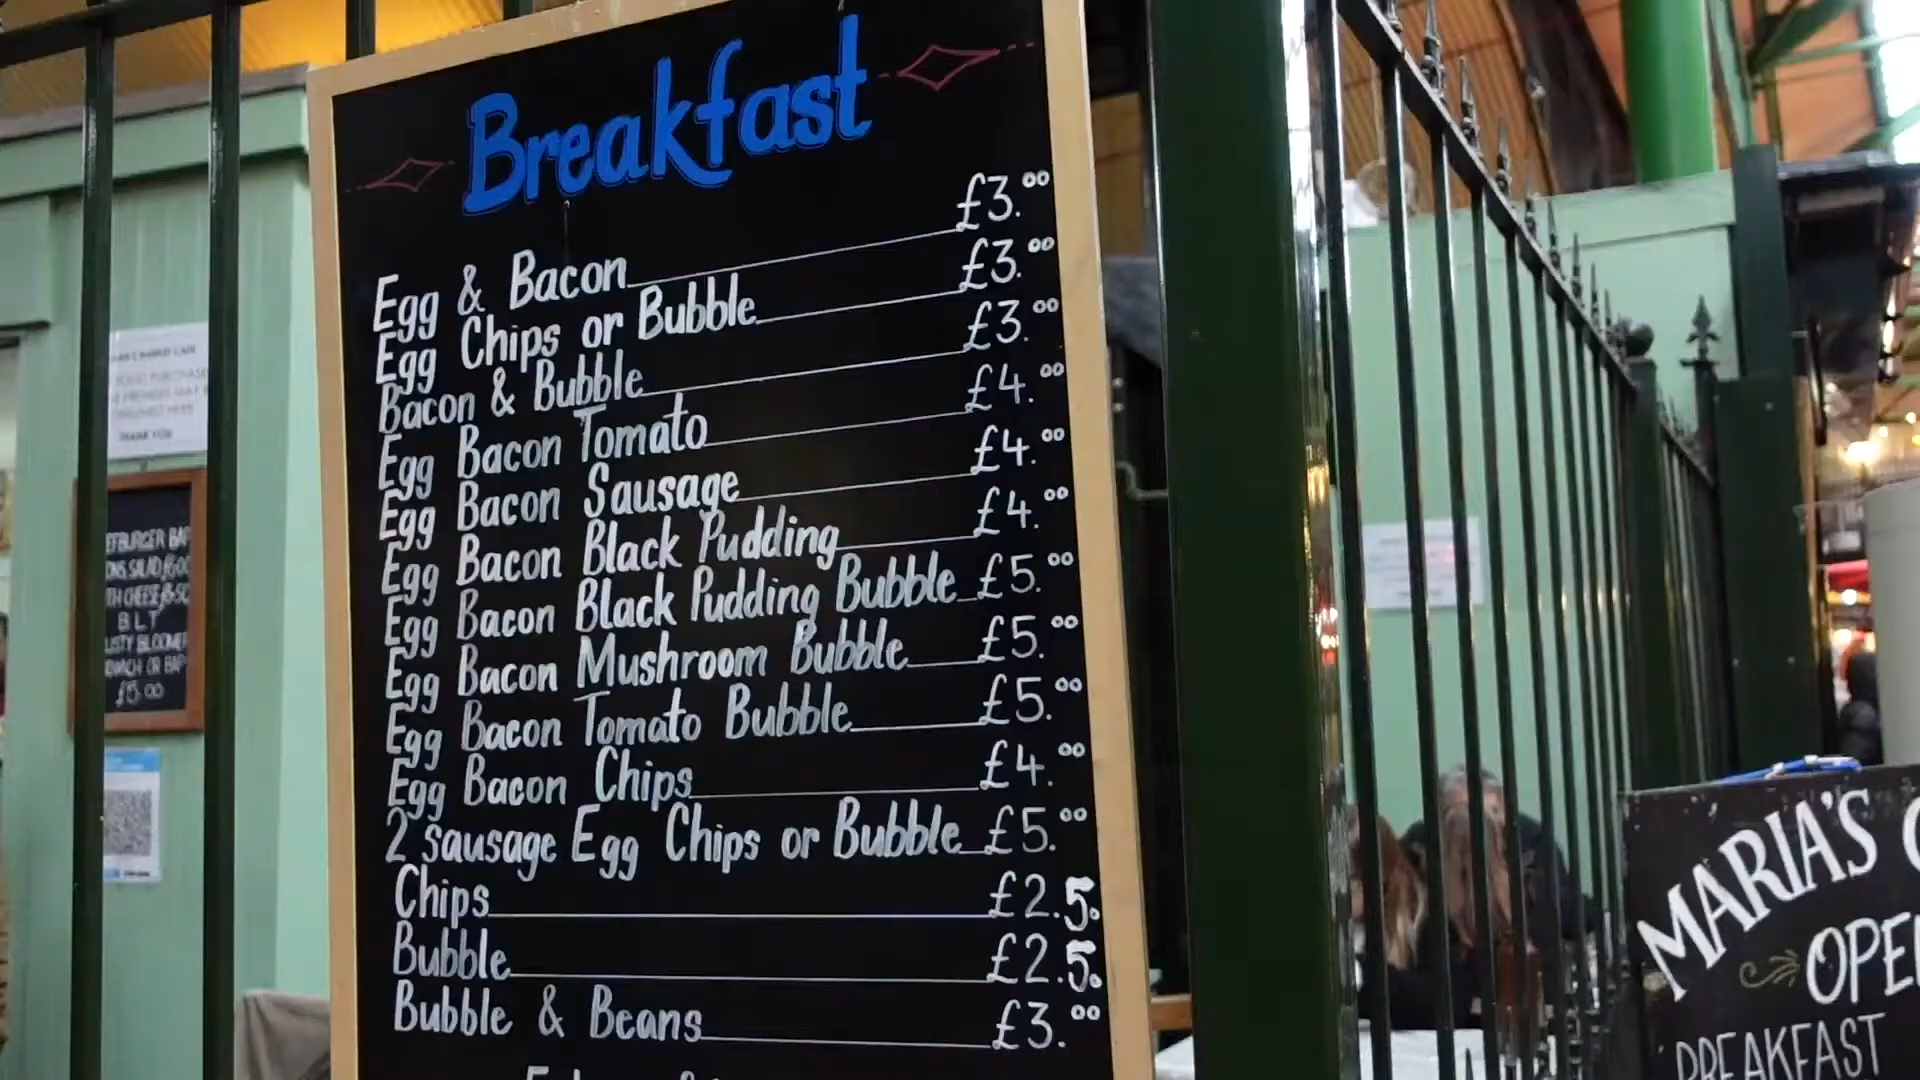 Breakfast
Egg & Bacon £3.00
Egg Chips or Bubble £3.00
Bacon & Bubble £3.00
Egg Bacon Tomato £4.00
Egg Bacon Sausage £4.00
Egg Bacon Black Pudding £4.00
Egg Bacon Black Pudding Bubble £5.00
Egg Bacon Mushroom Bubble £5.00
Egg Bacon Tomato Bubble £5.00
Egg Bacon Chips £4.00
2 sausage Egg Chips or Bubble £5.00
Chips £2.50
Bubble £2.50
Bubble & Beans £3.00
THANK YOU
B.L.T
OR BAP
£5.00
MARIA'S
BREAKFAST